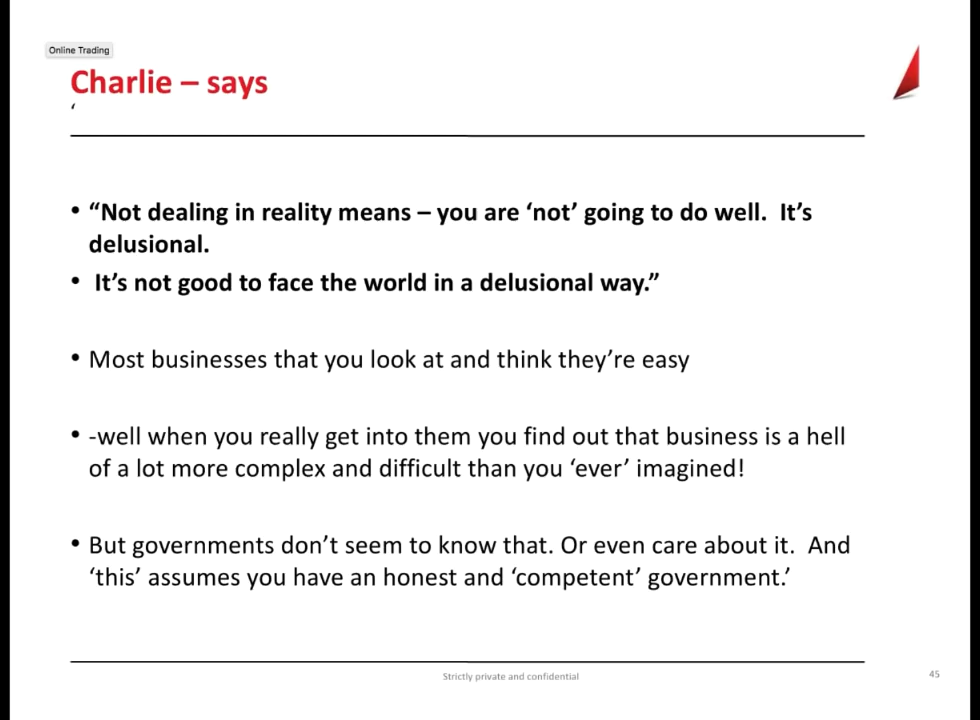 Online Trading
Charlie – says
‘
• “Not dealing in reality means – you are ‘not’ going to do well.  It’s
delusional.
•  It’s not good to face the world in a delusional way.”
• Most businesses that you look at and think they’re easy
• -well when you really get into them you find out that business is a hell
of a lot more complex and difficult than you ‘ever’ imagined!
• But governments don’t seem to know that. Or even care about it.  And
‘this’ assumes you have an honest and ‘competent’ government.’
Strictly private and confidential
45